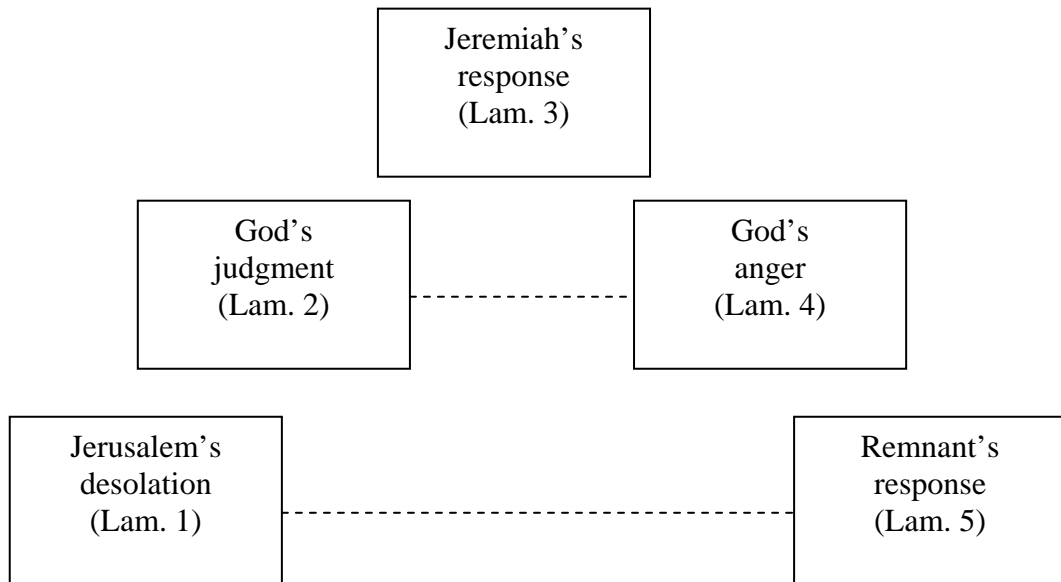 Jeremiah’s
response
(Lam. 3)
God’s
judgment
(Lam. 2)
God’s
anger
(Lam. 4)
Jerusalem’s
desolation
(Lam. 1)
Remnant’s
response
(Lam. 5)